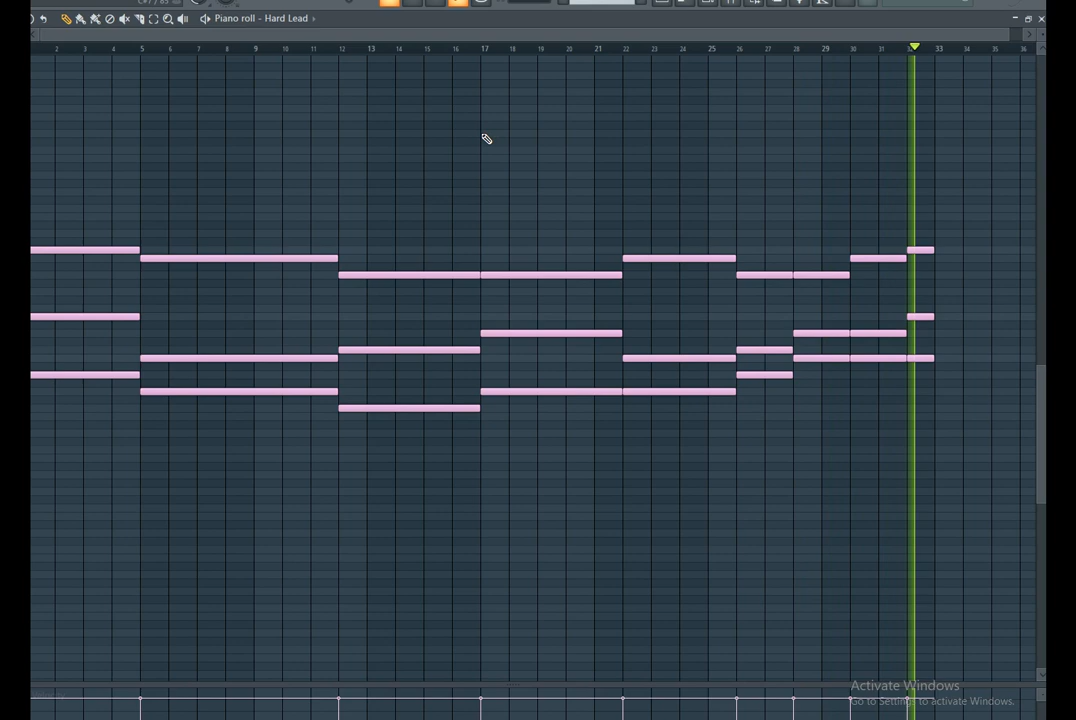 Piano roll - Hard Lead
2 3 4 5 6 7 8 9 10 11 12 13 14 15 16 17 18 19 20 21 22 23 24 25 26 27 28 29 30 31 32 33 34 35 36
Activate Windows
Go to Settings to activate Windows.